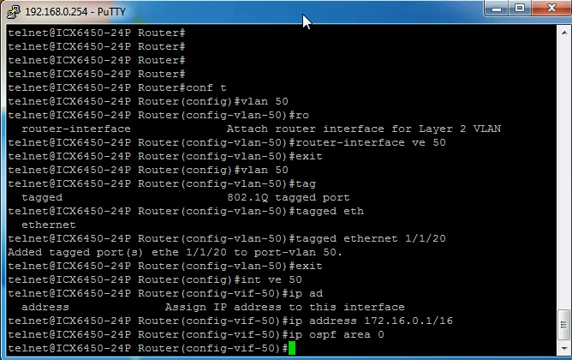 192.168.0.254 - PuTTY
telnet@ICX6450-24P Router#
telnet@ICX6450-24P Router#
telnet@ICX6450-24P Router#
telnet@ICX6450-24P Router#
telnet@ICX6450-24P Router#conf t
telnet@ICX6450-24P Router(config)#vlan 50
telnet@ICX6450-24P Router(config-vlan-50)#ro
  router-interface             Attach router interface for Layer 2 VLAN
telnet@ICX6450-24P Router(config-vlan-50)#router-interface ve 50
telnet@ICX6450-24P Router(config-vlan-50)#exit
telnet@ICX6450-24P Router(config)#vlan 50
telnet@ICX6450-24P Router(config-vlan-50)#tag
  tagged                       802.1Q tagged port
telnet@ICX6450-24P Router(config-vlan-50)#tagged eth
  ethernet
telnet@ICX6450-24P Router(config-vlan-50)#tagged ethernet 1/1/20
Added tagged port(s) ethe 1/1/20 to port-vlan 50.
telnet@ICX6450-24P Router(config-vlan-50)#exit
telnet@ICX6450-24P Router(config)#int ve 50
telnet@ICX6450-24P Router(config-vif-50)#ip ad
  address              Assign IP address to this interface
telnet@ICX6450-24P Router(config-vif-50)#ip address 172.16.0.1/16
telnet@ICX6450-24P Router(config-vif-50)#ip ospf area 0
telnet@ICX6450-24P Router(config-vif-50)#